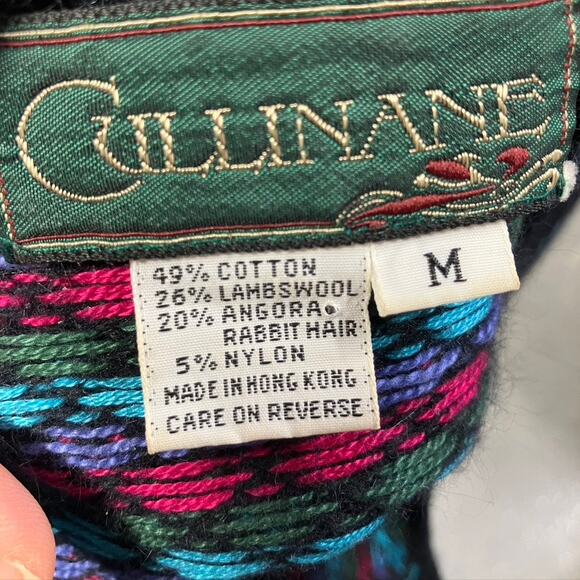 CULLINANE
M
49% COTTON
26% LAMBSWOOL
20% ANGORA
RABBIT HAIR
5% NYLON
MADE IN HONG KONG
CARE ON REVERSE